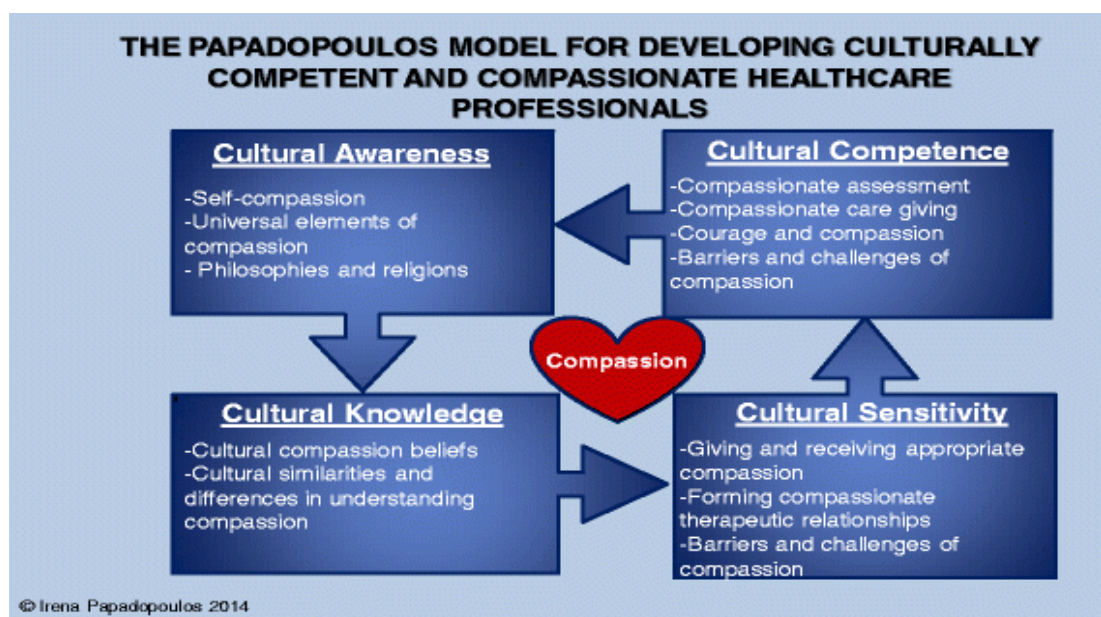 THE PAPADOPOULOS MODEL FOR DEVELOPING CULTURALLY
COMPETENT AND COMPASSIONATE HEALTHCARE
PROFESSIONALS
Cultural Awareness
-Self-compassion
-Universal elements of
compassion
- Philosophies and religions
Cultural Competence
-Compassionate assessment
-Compassionate care giving
-Courage and compassion
-Barriers and challenges of
compassion
Compassion
Cultural Knowledge
-Cultural compassion beliefs
-Cultural similarities and
differences in understanding
compassion
Cultural Sensitivity
-Giving and receiving appropriate
compassion
-Forming compassionate
therapeutic relationships
-Barriers and challenges of
compassion
© Irena Papadopoulos 2014